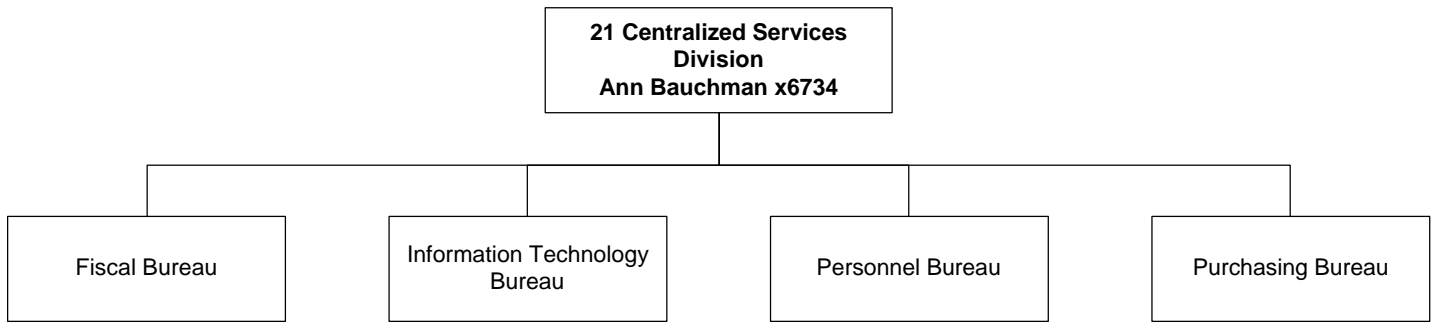 21 Centralized Services
Division
Ann Bauchman x6734
Fiscal Bureau
Information Technology
Bureau
Personnel Bureau
Purchasing Bureau